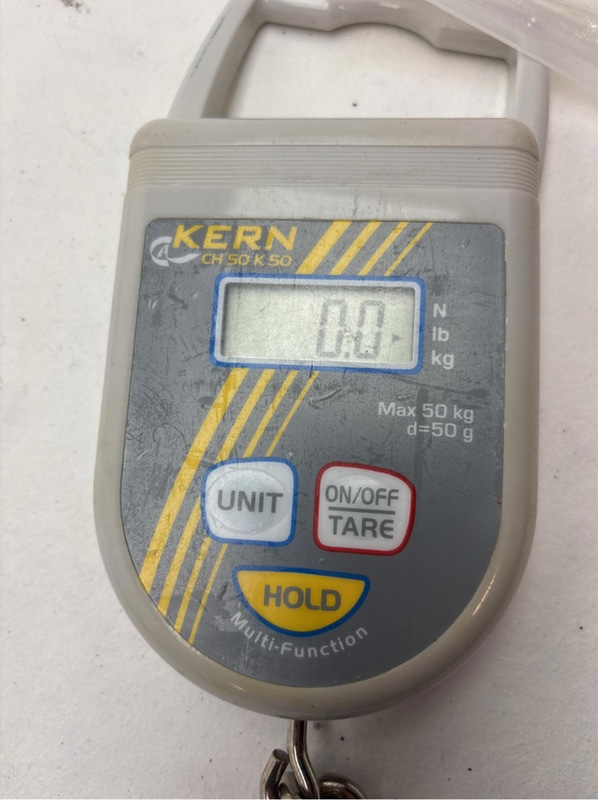 KERN
CH 50 K 50
0.0
N
lb
kg
Max 50 kg
d=50 g
UNIT
ON/OFF
TARE
HOLD
Multi-Function